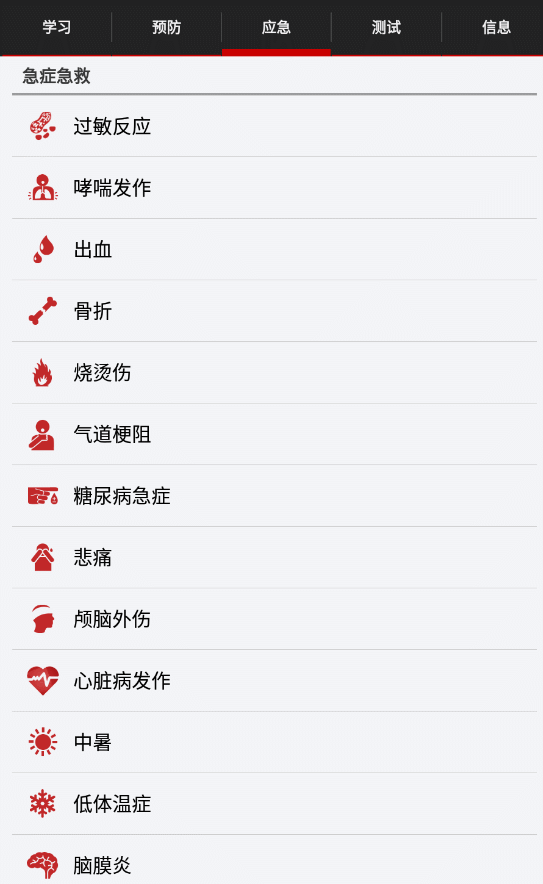 学习 预防 应急 测试 信息
急症急救
过敏反应
哮喘发作
出血
骨折
烧烫伤
气道梗阻
糖尿病急症
悲痛
颅脑外伤
心脏病发作
中暑
低体温症
脑膜炎